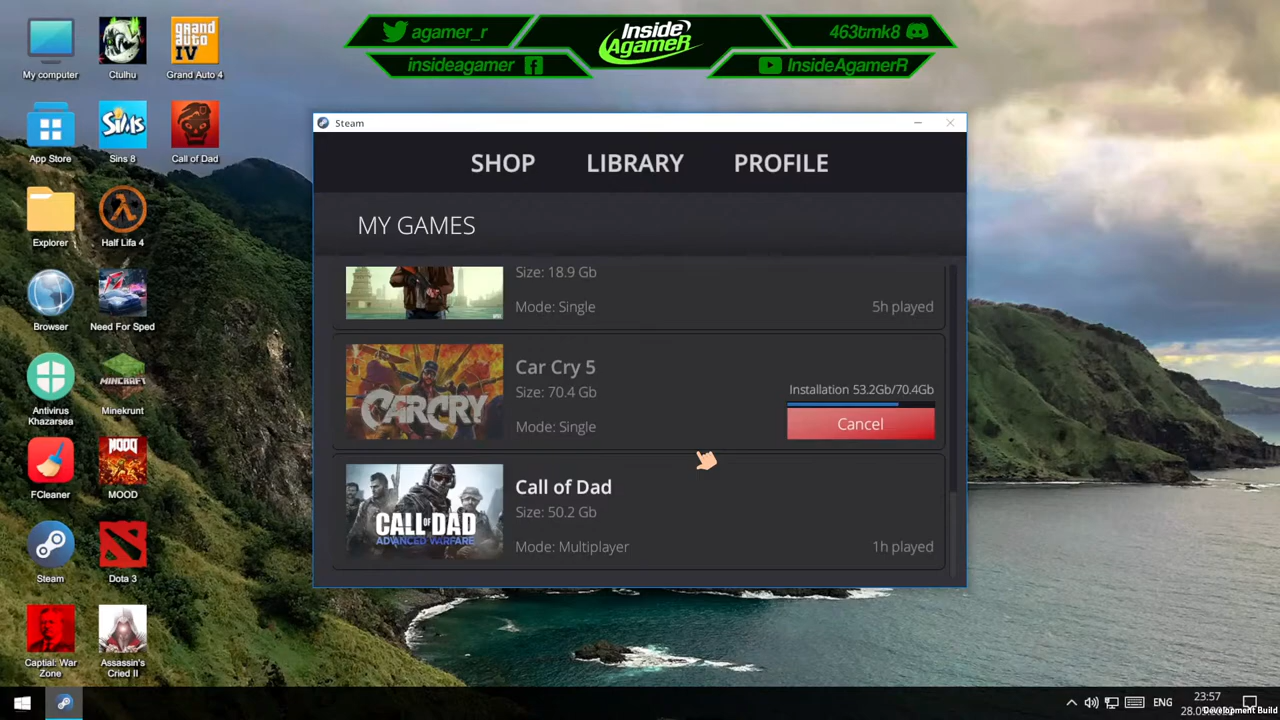 agamer_r
Inside
AgameR
463tmk8
insideagamer
InsideAgamerR
My computer
Ctulhu
Grand Auto 4
grand
theft
auto
IV
App Store
Sims
Sins 8
Call of Dad
Explorer
Half Lifa 4
Browser
Need For Sped
Antivirus
Khazarsea
MINECRAFT
Minekrunt
FCleaner
MOOD
MOOD
Steam
Dota 3
Captial: War
Zone
Assassin's
Cried II
Steam
SHOP
LIBRARY
PROFILE
MY GAMES
Size: 18.9 Gb
Mode: Single
5h played
CARCRY
Car Cry 5
Size: 70.4 Gb
Mode: Single
Installation 53.2Gb/70.4Gb
Cancel
CALL OF DAD
ADVANCED WARFARE
Call of Dad
Size: 50.2 Gb
Mode: Multiplayer
1h played
ENG
23:57
28.05
Development Build